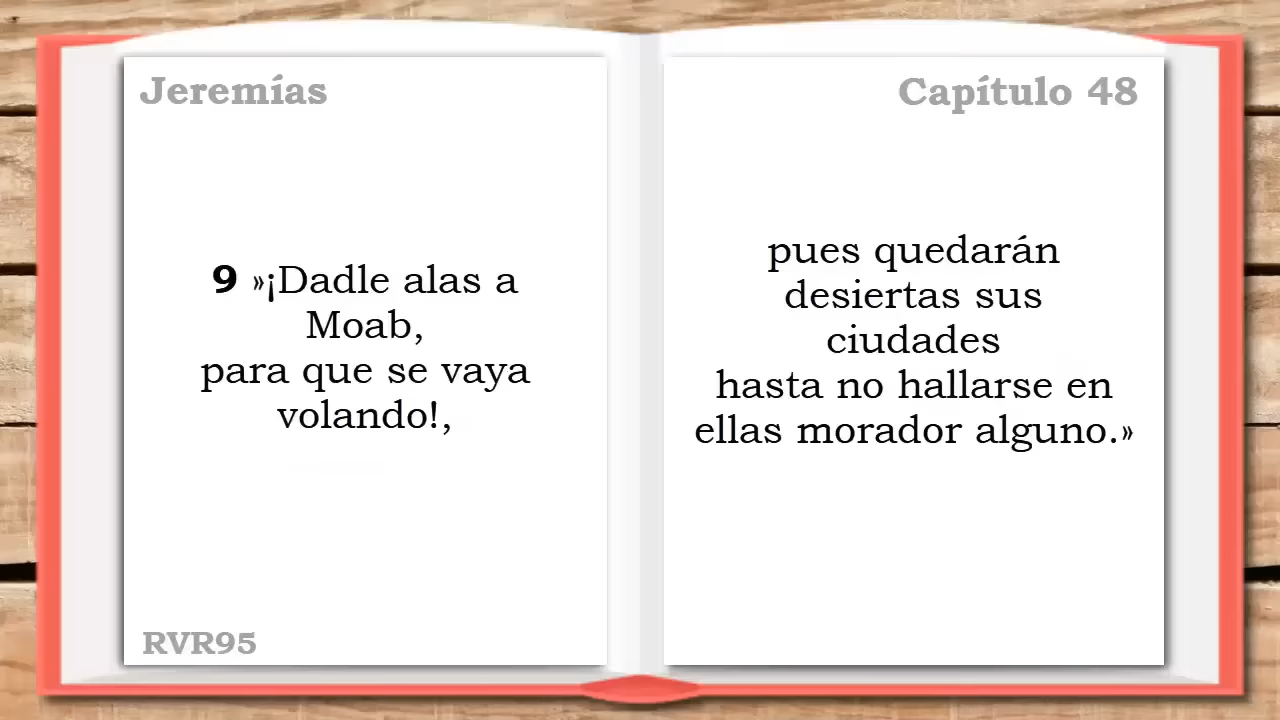 Jeremías
9 »¡Dadle alas a
Moab,
para que se vaya
volando!,
RVR95
Capítulo 48
pues quedarán
desiertas sus
ciudades
hasta no hallarse en
ellas morador alguno.»